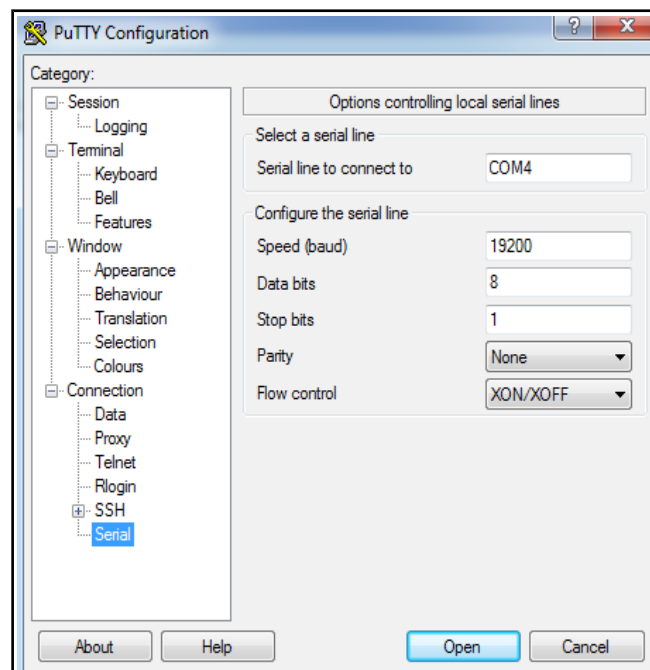 PuTTY Configuration
Category:
Session
Logging
Terminal
Keyboard
Bell
Features
Window
Appearance
Behaviour
Translation
Selection
Colours
Connection
Data
Proxy
Telnet
Rlogin
SSH
Serial
Options controlling local serial lines
Select a serial line
Serial line to connect to COM4
Configure the serial line
Speed (baud) 19200
Data bits 8
Stop bits 1
Parity None
Flow control XON/XOFF
About Help Open Cancel